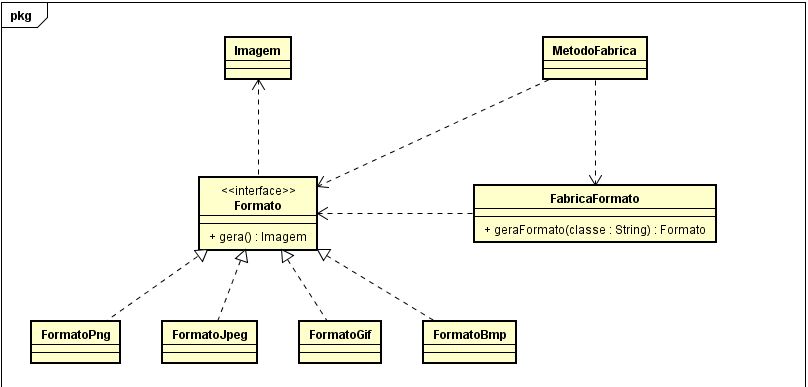 pkg
Imagem
MetodoFabrica
<<interface>>
Formato
+ gera() : Imagem
FabricaFormato
+ geraFormato(classe : String) : Formato
FormatoPng
FormatoJpeg
FormatoGif
FormatoBmp